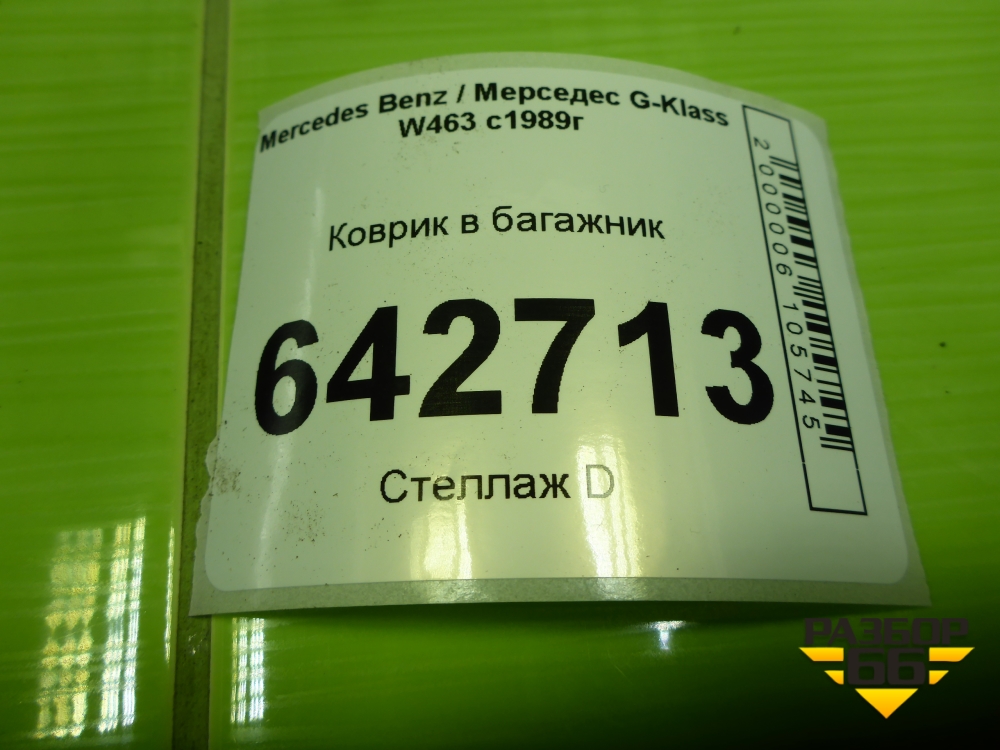 Mercedes Benz / Мерседес G-Klass
W463 с1989г
Коврик в багажник
642713
Стеллаж D
2000006105745
РАЗБОР
66